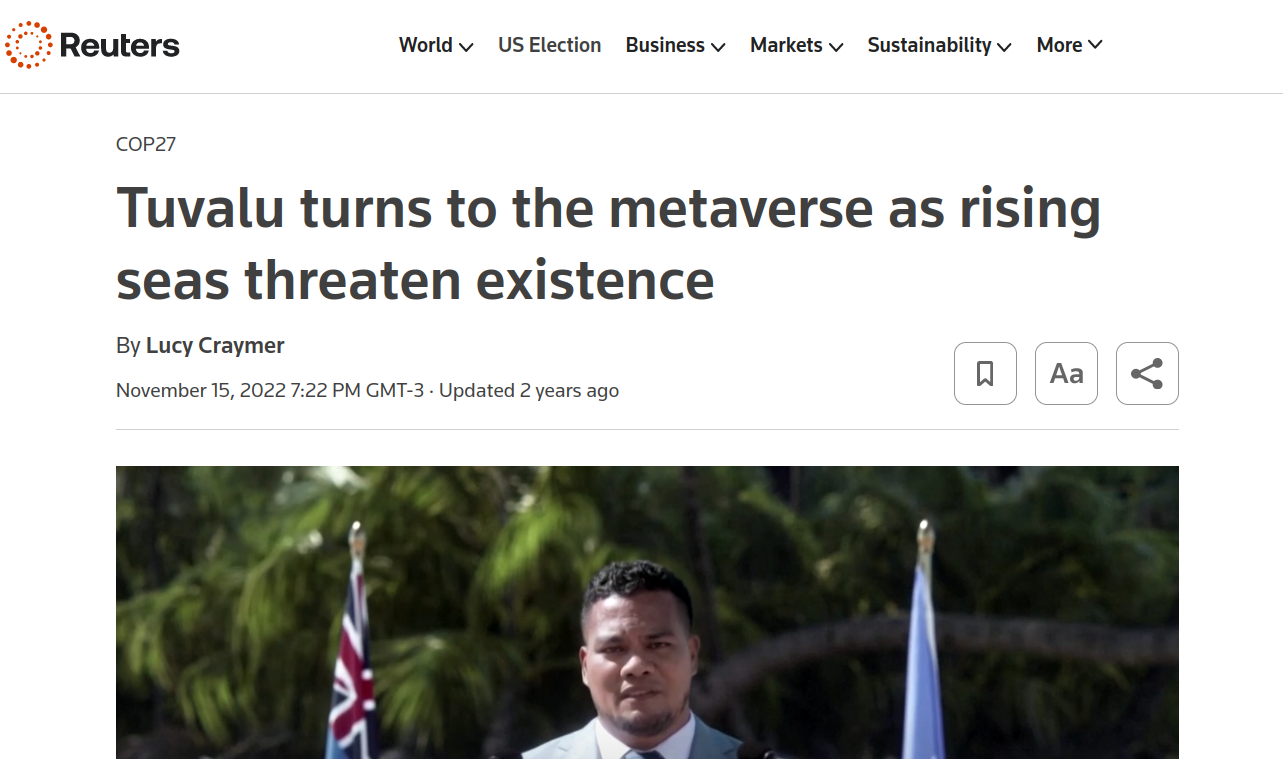 Reuters
World US Election Business Markets Sustainability More
COP27
Tuvalu turns to the metaverse as rising
seas threaten existence
By Lucy Craymer
November 15, 2022 7:22 PM GMT-3 · Updated 2 years ago
Aa